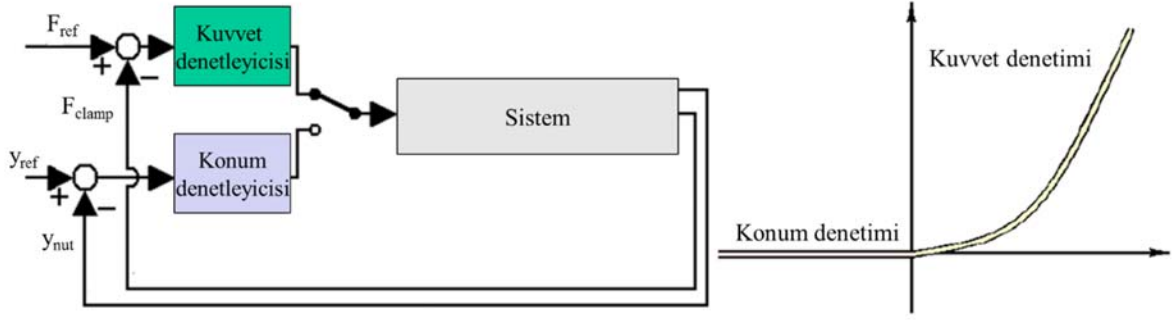 F_ref
+
−
Kuvvet
denetleyicisi
F_clamp
Sistem
y_ref
+
−
Konum
denetleyicisi
y_nut
Kuvvet denetimi
Konum denetimi